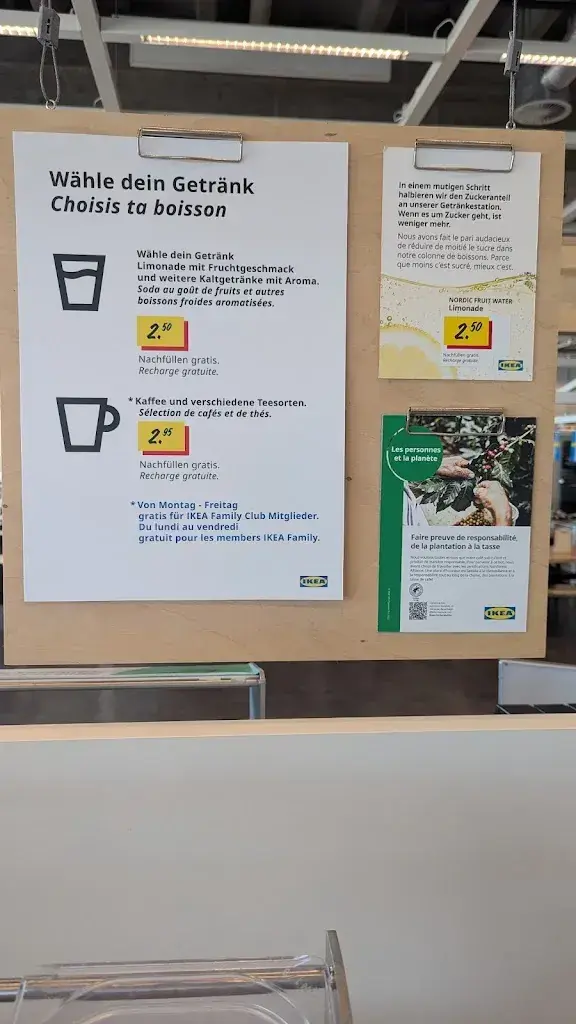 Wähle dein Getränk
Choisis ta boisson
Wähle dein Getränk
Limonade mit Fruchtgeschmack
und weitere Kaltgetränke mit Aroma.
Soda au goût de fruits et autres
boissons froides aromatisées.
2.50
Nachfüllen gratis.
Recharge gratuite.
* Kaffee und verschiedene Teesorten.
Sélection de cafés et de thés.
2.95
Nachfüllen gratis.
Recharge gratuite.
* Von Montag - Freitag
gratis für IKEA Family Club Mitglieder.
Du lundi au vendredi
gratuit pour les members IKEA Family.
IKEA
In einem mutigen Schritt
halbieren wir den Zuckeranteil
an unserer Getränkestation.
Wenn es um Zucker geht, ist
weniger mehr.
Nous avons fait le pari audacieux
de réduire de moitié le sucre dans
notre colonne de boissons. Parce
que moins c'est sucré, mieux c'est.
NORDIC FRUIT WATER
Limonade
2.50
Nachfüllen gratis.
Recharge gratuite.
IKEA
Les personnes
et la planète
Faire preuve de responsabilité,
de la plantation à la tasse
IKEA